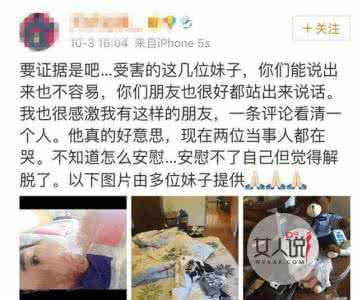 10-3 16:04 来自iPhone 5s
+关注
要证据是吧...受害的这几位妹子，你们能说出
来也不容易，你们朋友也很好都站出来说话。
我也很感激我有这样的朋友，一条评论看清一
个人。他真的好意思，现在两位当事人都在
哭。不知道怎么安慰...安慰不了自己但觉得解
脱了。以下图片由多位妹子提供🙏🏻🙏🏻🙏🏻🙏🏻
女人说